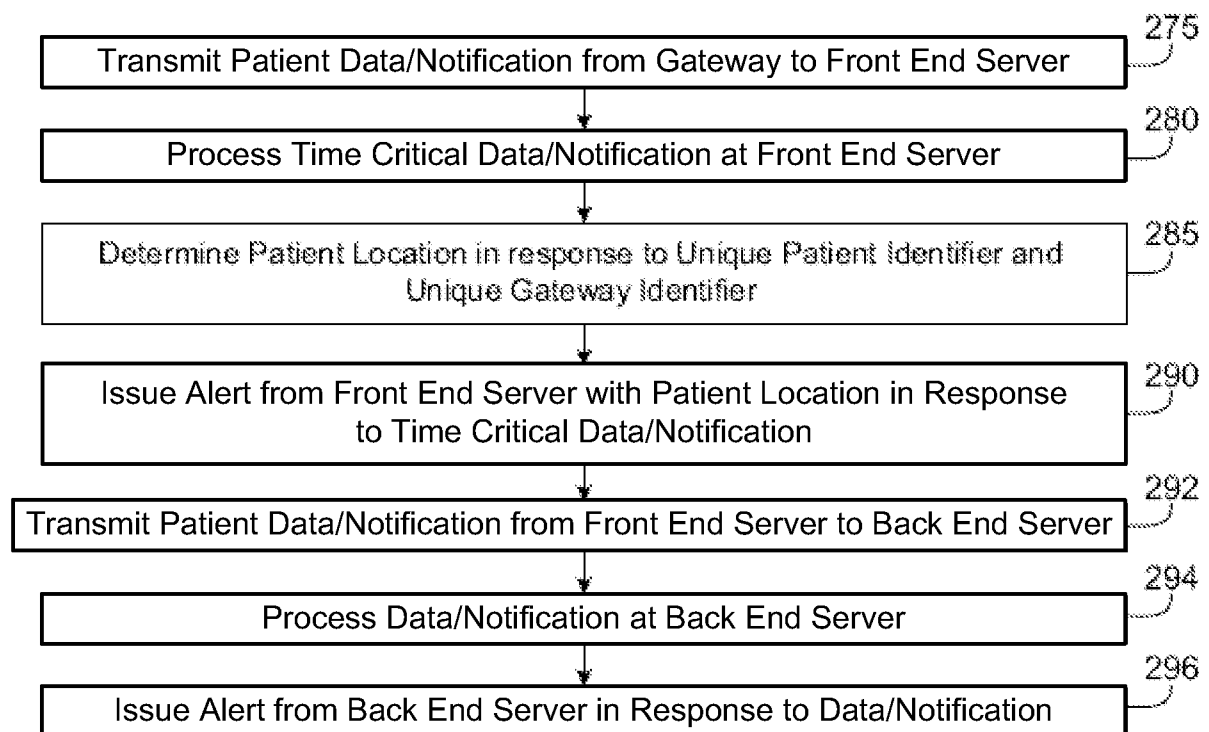 275
Transmit Patient Data/Notification from Gateway to Front End Server
280
Process Time Critical Data/Notification at Front End Server
285
Determine Patient Location in response to Unique Patient Identifier and
Unique Gateway Identifier
290
Issue Alert from Front End Server with Patient Location in Response
to Time Critical Data/Notification
292
Transmit Patient Data/Notification from Front End Server to Back End Server
294
Process Data/Notification at Back End Server
296
Issue Alert from Back End Server in Response to Data/Notification